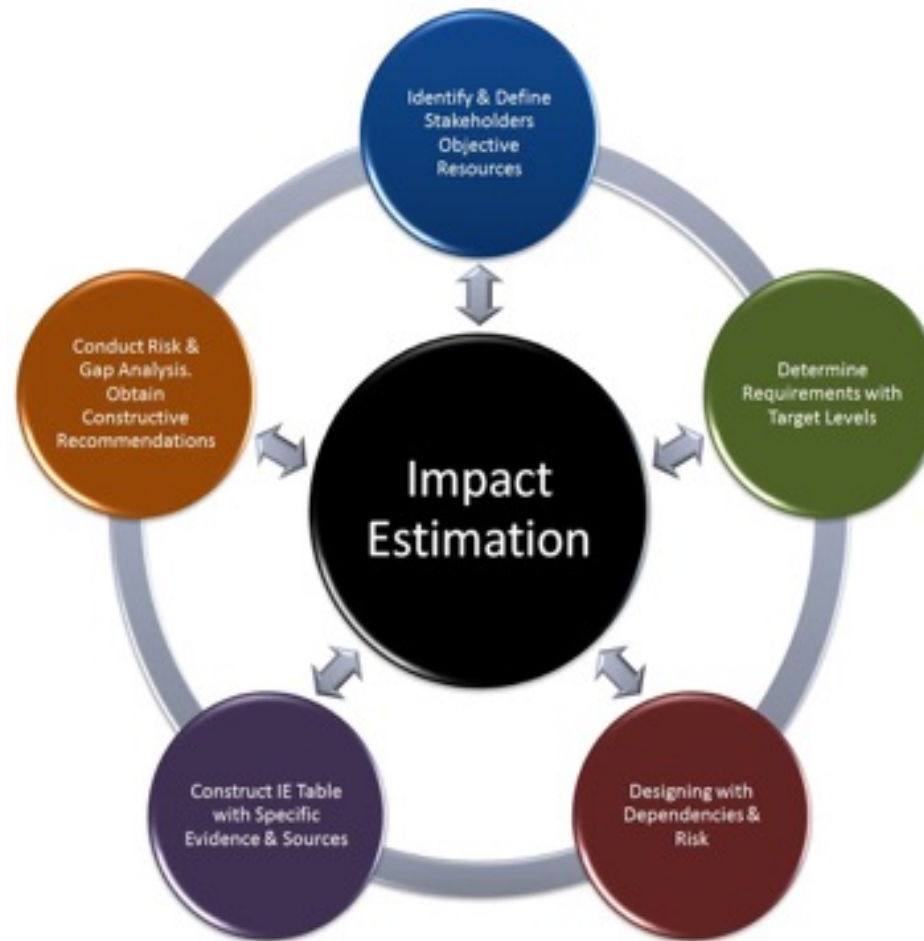 Identify & Define
Stakeholders
Objective
Resources
Determine
Requirements with
Target Levels
Designing with
Dependencies &
Risk
Construct IE Table
with Specific
Evidence & Sources
Conduct Risk &
Gap Analysis.
Obtain
Constructive
Recommendations
Impact
Estimation